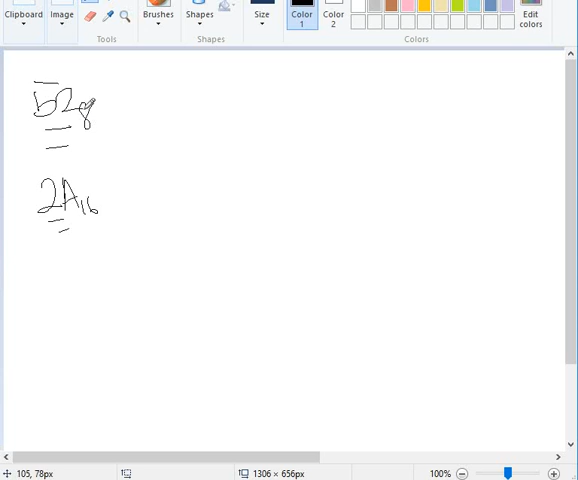 Clipboard
Image
Brushes
Shapes
Size
Color 1
Color 2
Edit colors
Tools
Shapes
Colors
52₈
2A₁₆
105, 78px
1306 × 656px
100%